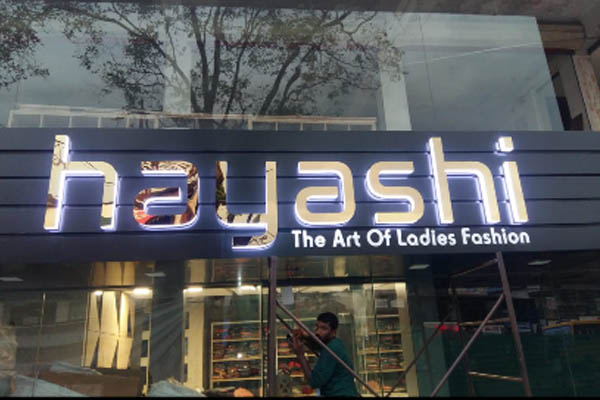 hayashi
The Art Of Ladies Fashion